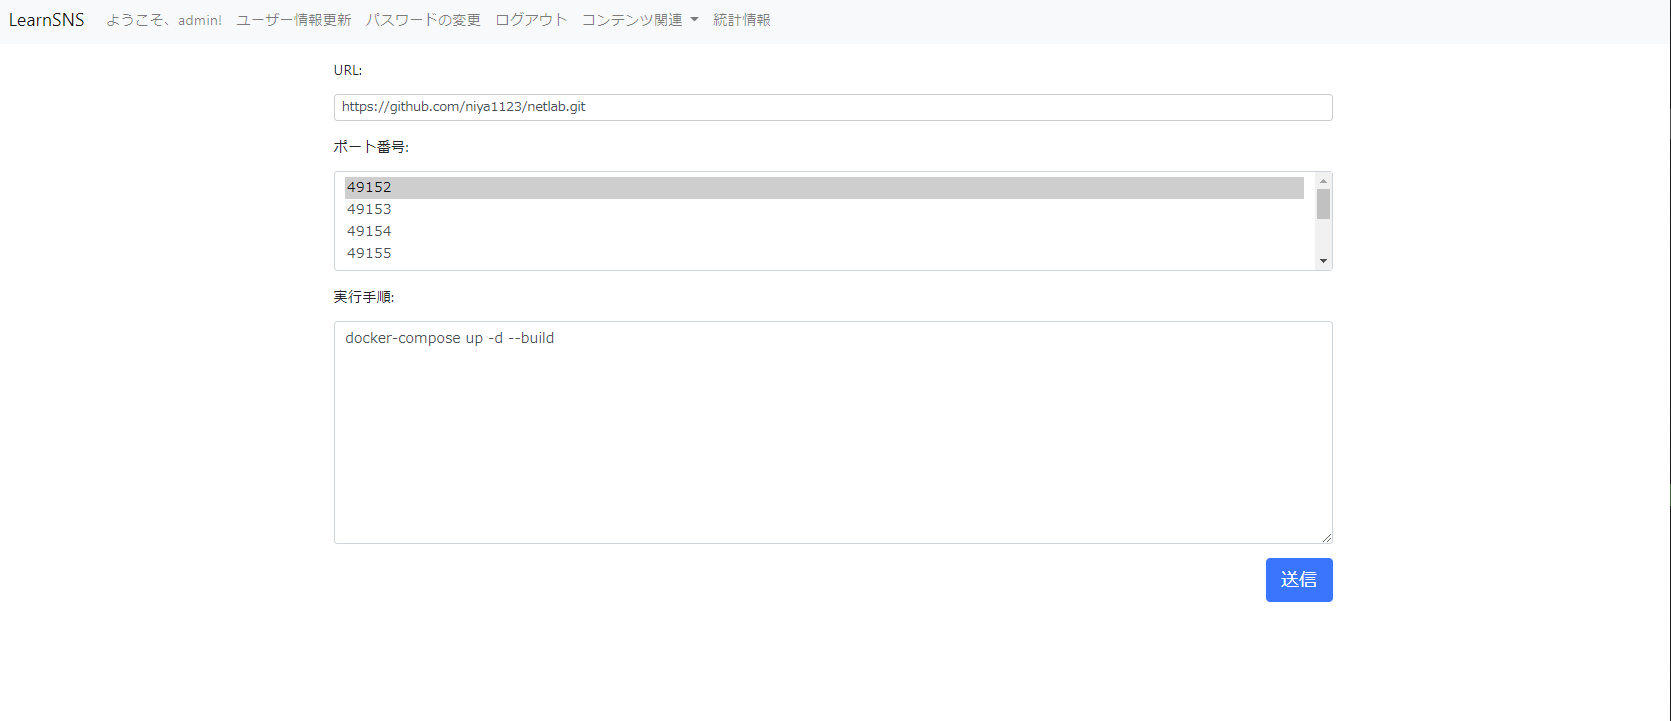 LearnSNS ようこそ、admin! ユーザー情報更新 パスワードの変更 ログアウト コンテンツ関連 統計情報
URL:
https://github.com/niya1123/netlab.git
ポート番号:
49152
49153
49154
49155
実行手順:
docker-compose up -d --build
送信